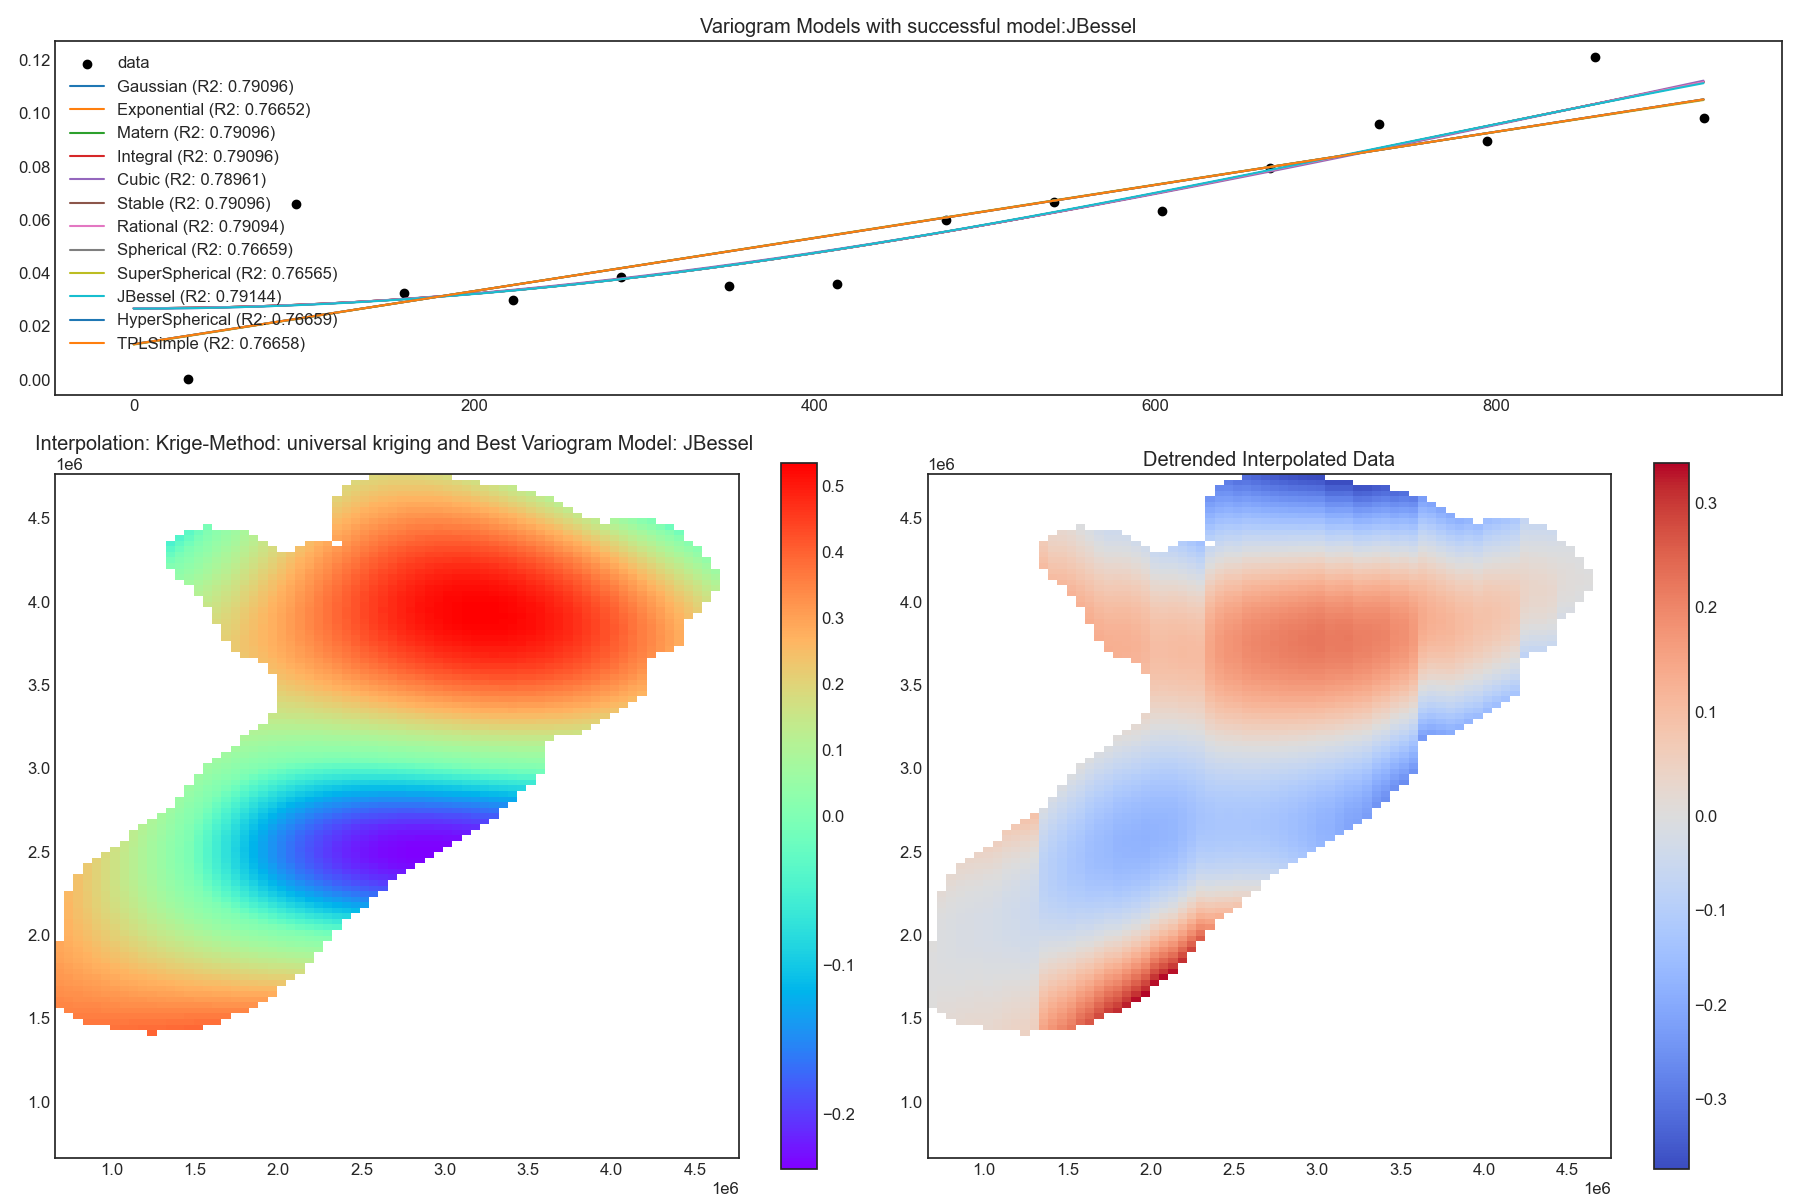 Variogram Models with successful model:JBessel
0.12
0.10
0.08
0.06
0.04
0.02
0.00
data
Gaussian (R2: 0.79096)
Exponential (R2: 0.76652)
Matern (R2: 0.79096)
Integral (R2: 0.79096)
Cubic (R2: 0.78961)
Stable (R2: 0.79096)
Rational (R2: 0.79094)
Spherical (R2: 0.76659)
SuperSpherical (R2: 0.76565)
JBessel (R2: 0.79144)
HyperSpherical (R2: 0.76659)
TPLSimple (R2: 0.76658)
0 200 400 600 800
Interpolation: Krige-Method: universal kriging and Best Variogram Model: JBessel
1e6
4.5
4.0
3.5
3.0
2.5
2.0
1.5
1.0
1.0 1.5 2.0 2.5 3.0 3.5 4.0 4.5
1e6
0.5
0.4
0.3
0.2
0.1
0.0
−0.1
−0.2
Detrended Interpolated Data
1e6
4.5
4.0
3.5
3.0
2.5
2.0
1.5
1.0
1.0 1.5 2.0 2.5 3.0 3.5 4.0 4.5
1e6
0.3
0.2
0.1
0.0
−0.1
−0.2
−0.3